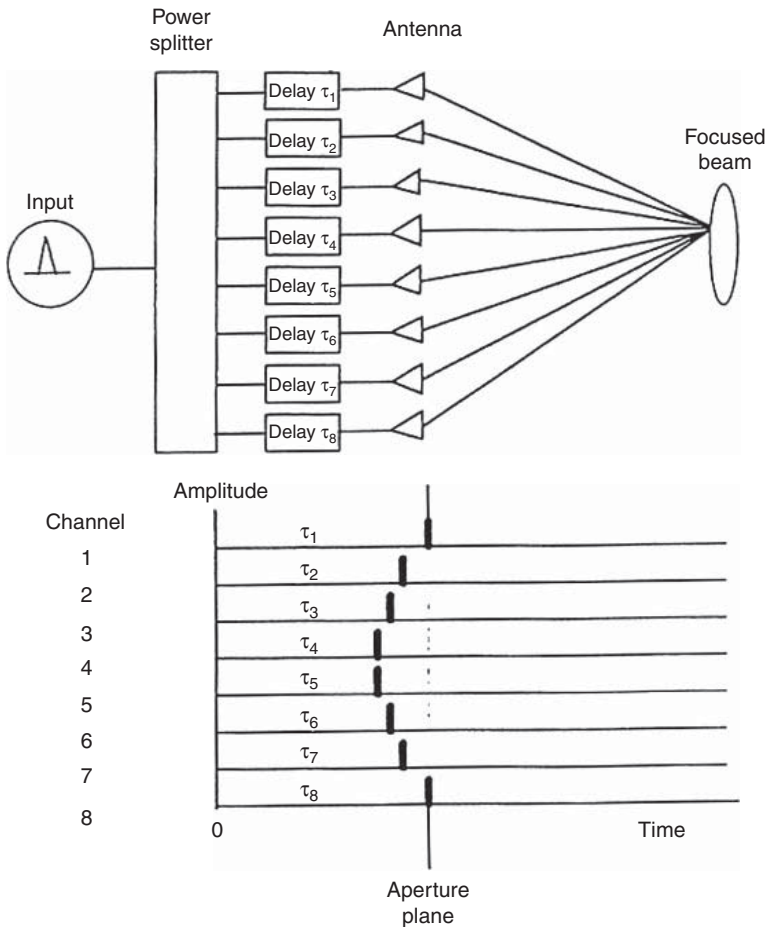 Power
splitter
Antenna
Delay τ1
Delay τ2
Focused
beam
Delay τ3
Input
Delay τ4
Delay τ5
Delay τ6
Delay τ7
Delay τ8
Amplitude
Channel
τ1
1
τ2
2
τ3
3
τ4
4
τ5
5
τ6
6
τ7
7
τ8
8
0
Time
Aperture
plane